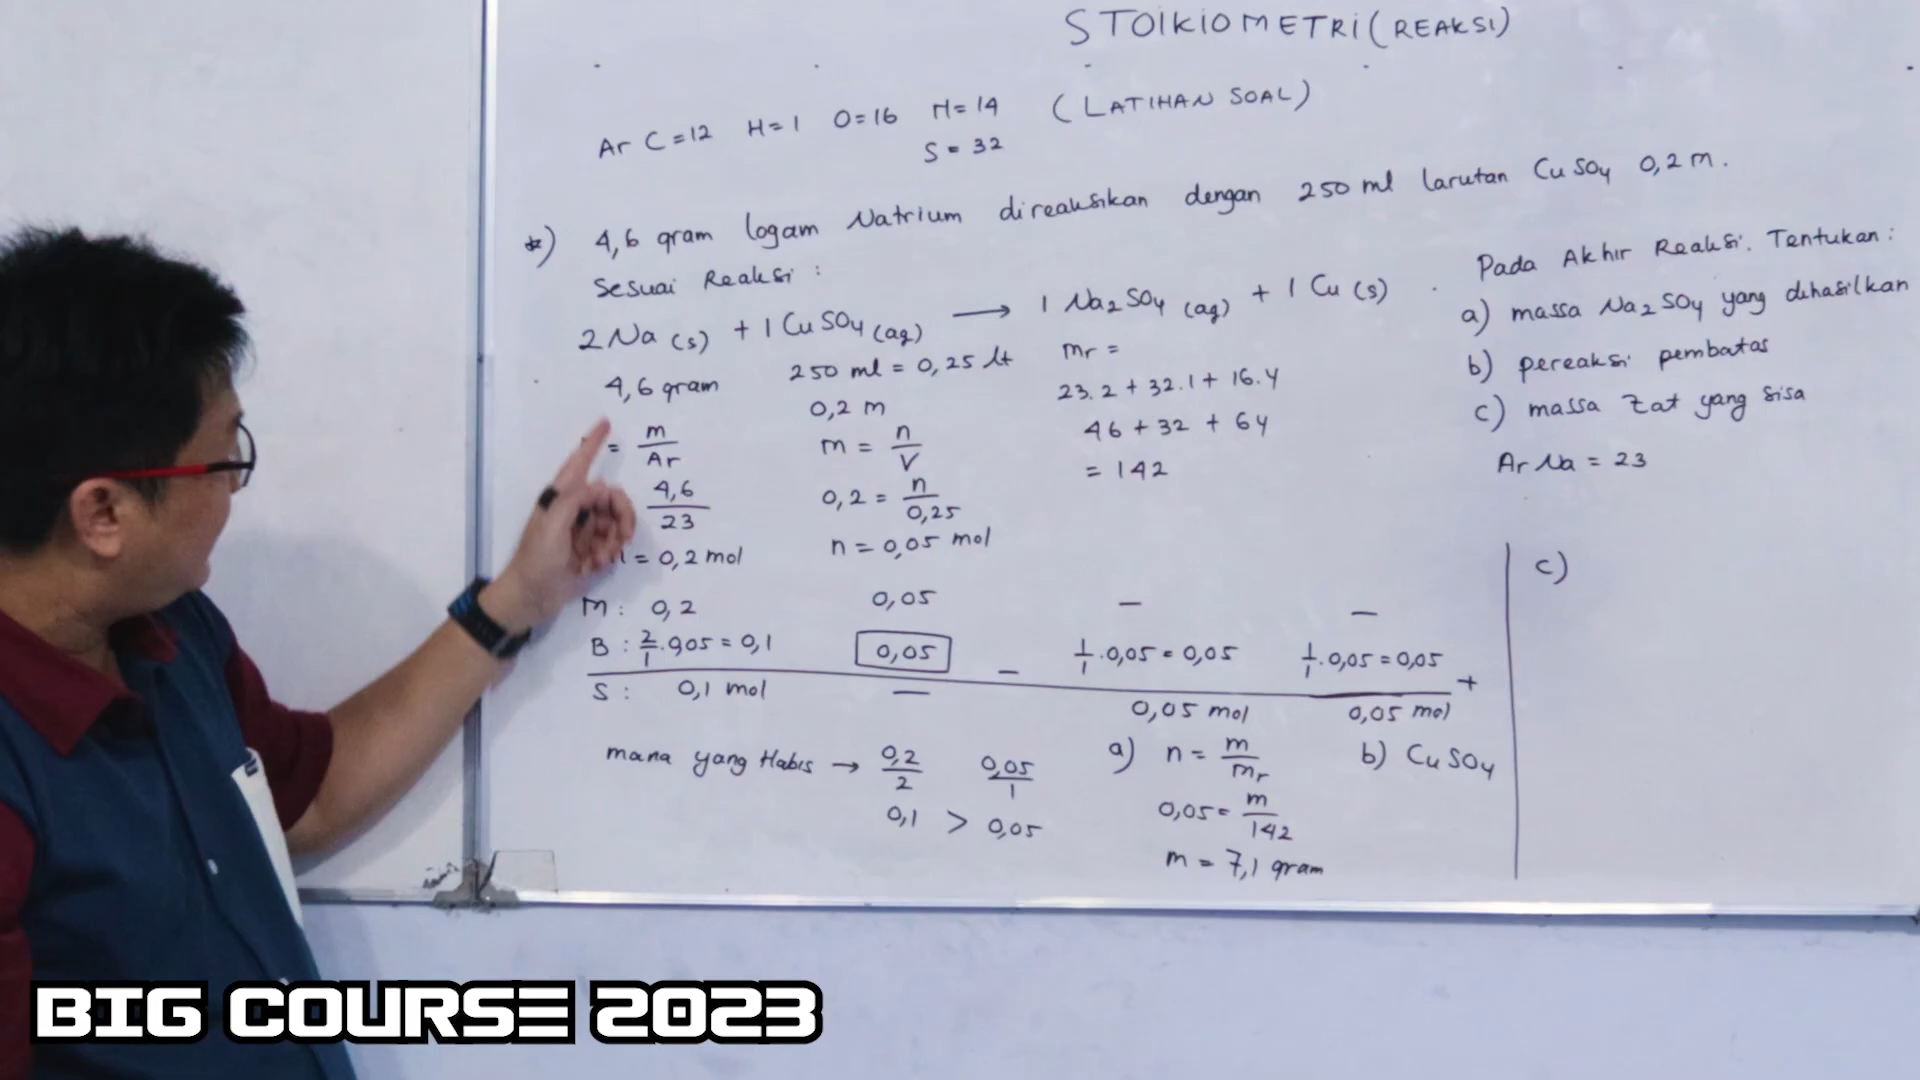 STOIKIOMETRI (REAKSI)
Ar C = 12 H = 1 O = 16 N = 14 (LATIHAN SOAL)
S = 32
*) 4,6 gram logam Natrium direaksikan dengan 250 ml larutan CuSO4 0,2 M.
Sesuai Reaksi :
2 Na (s) + 1 CuSO4 (aq) → 1 Na2SO4 (aq) + 1 Cu (s) .
Pada Akhir Reaksi. Tentukan :
a) massa Na2SO4 yang dihasilkan
b) pereaksi pembatas
c) massa zat yang sisa
Ar Na = 23
4,6 gram
= m/Ar
4,6/23
n = 0,2 mol
250 ml = 0,25 lt
0,2 M
M = n/V
0,2 = n/0,25
n = 0,05 mol
Mr =
23.2 + 32.1 + 16.4
46 + 32 + 64
= 142
M : 0,2 0,05 — —
B : 2/1 . 0,05 = 0,1 0,05 — 1/1 . 0,05 = 0,05 1/1 . 0,05 = 0,05 +
S : 0,1 mol — 0,05 mol 0,05 mol
mana yang Habis → 0,2/2 0,05/1
0,1 > 0,05
a) n = m/Mr
0,05 = m/142
m = 7,1 gram
b) CuSO4
c)
BIG COURSE 2023